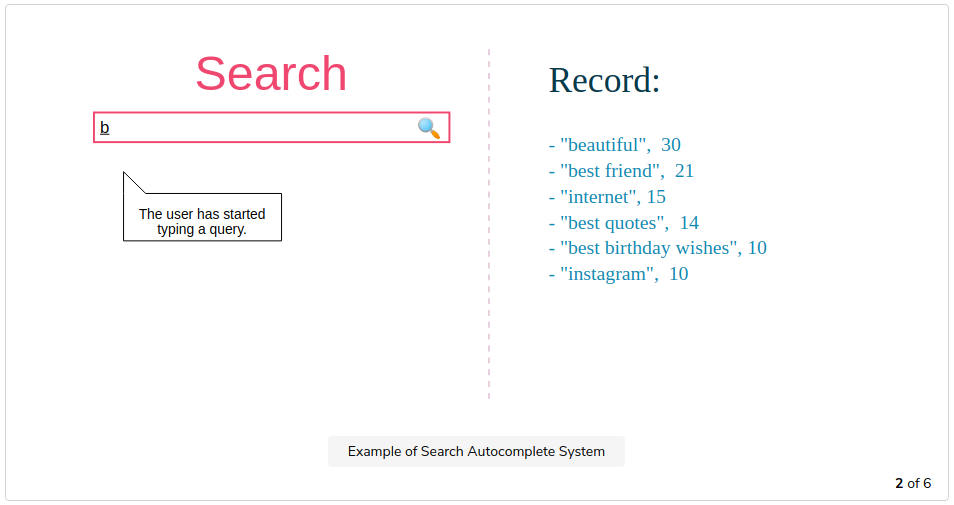 Search
b
The user has started
typing a query.
Record:
- "beautiful", 30
- "best friend", 21
- "internet", 15
- "best quotes", 14
- "best birthday wishes", 10
- "instagram", 10
Example of Search Autocomplete System
2 of 6